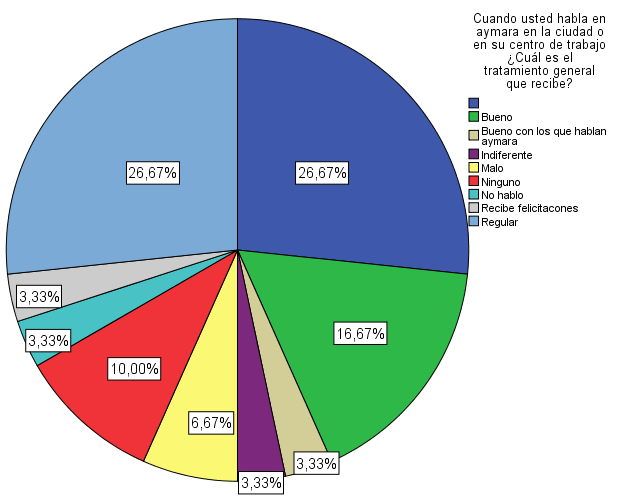 Cuando usted habla en
aymara en la ciudad o
en su centro de trabajo
¿Cuál es el
tratamiento general
que recibe?
Bueno
Bueno con los que hablan
aymara
Indiferente
Malo
Ninguno
No hablo
Recibe felicitacones
Regular
26,67%
26,67%
3,33%
3,33%
16,67%
10,00%
6,67%
3,33%
3,33%